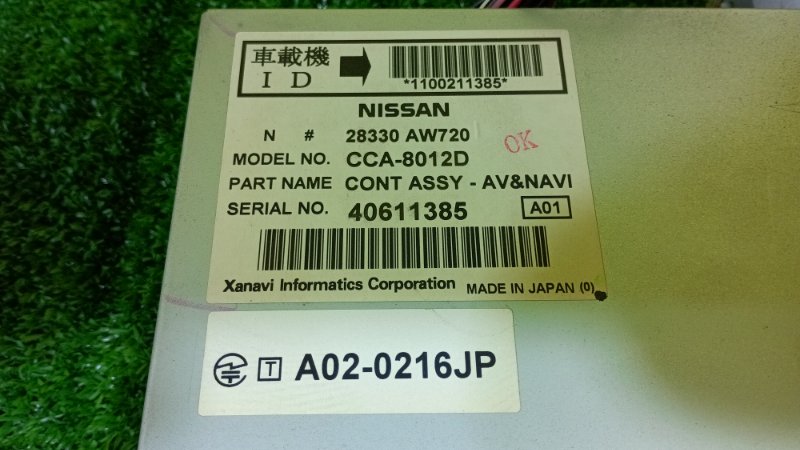 車載機
ID
*1100211385*
NISSAN
N # 28330 AW720
OK
MODEL NO. CCA-8012D
PART NAME CONT ASSY - AV&NAVI
SERIAL NO. 40611385 A01
Xanavi Informatics Corporation MADE IN JAPAN (0)
T A02-0216JP